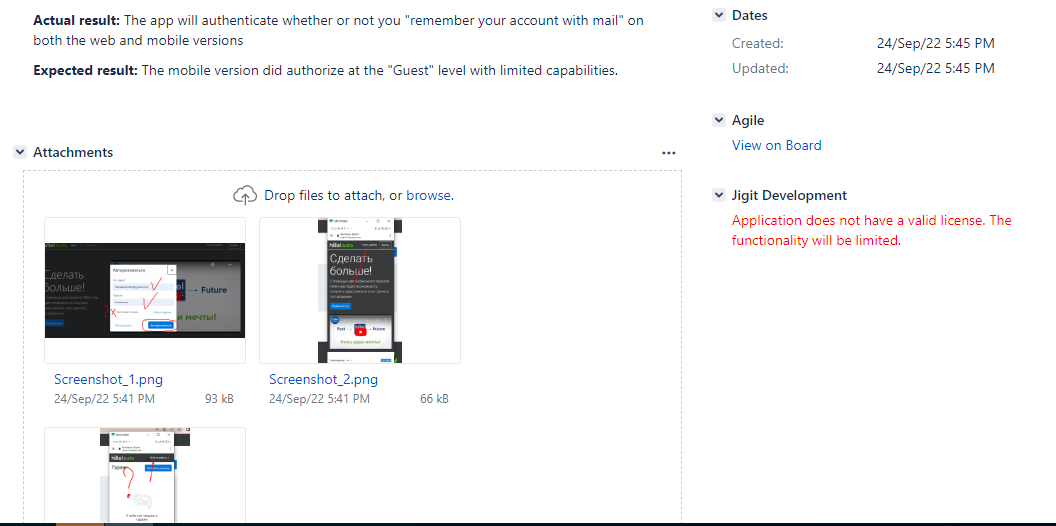 Actual result: The app will authenticate whether or not you "remember your account with mail" on
both the web and mobile versions
Expected result: The mobile version did authorize at the "Guest" level with limited capabilities.
Attachments
Drop files to attach, or browse.
Сделать
больше!
Авторизоваться
Future
и мечты!
Screenshot_1.png
24/Sep/22 5:41 PM 93 kB
hillel auto
Сделать
больше!
Future
Screenshot_2.png
24/Sep/22 5:41 PM 66 kB
hillel auto
Dates
Created: 24/Sep/22 5:45 PM
Updated: 24/Sep/22 5:45 PM
Agile
View on Board
Jigit Development
Application does not have a valid license. The
functionality will be limited.